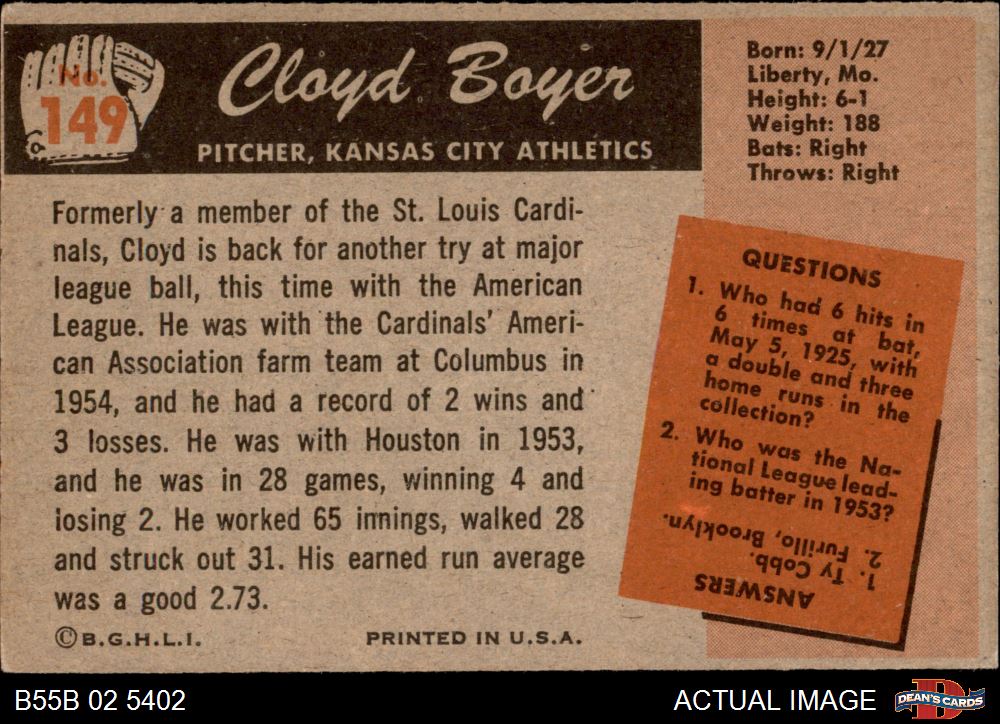 No.
149
Cloyd Boyer
PITCHER, KANSAS CITY ATHLETICS
Born: 9/1/27
Liberty, Mo.
Height: 6-1
Weight: 188
Bats: Right
Throws: Right
Formerly a member of the St. Louis Cardi-
nals, Cloyd is back for another try at major
league ball, this time with the American
League. He was with the Cardinals' Ameri-
can Association farm team at Columbus in
1954, and he had a record of 2 wins and
3 losses. He was with Houston in 1953,
and he was in 28 games, winning 4 and
losing 2. He worked 65 innings, walked 28
and struck out 31. His earned run average
was a good 2.73.
©B.G.H.L.I.
PRINTED IN U.S.A.
QUESTIONS
1. Who had 6 hits in
6 times at bat,
May 5, 1925, with
a double and three
home runs in the
collection?
2. Who was the Na-
tional League lead-
ing batter in 1953?
ANSWERS
1. Ty Cobb.
2. Furillo, Brooklyn.
B55B 02 5402
ACTUAL IMAGE
D
DEAN'S CARDS